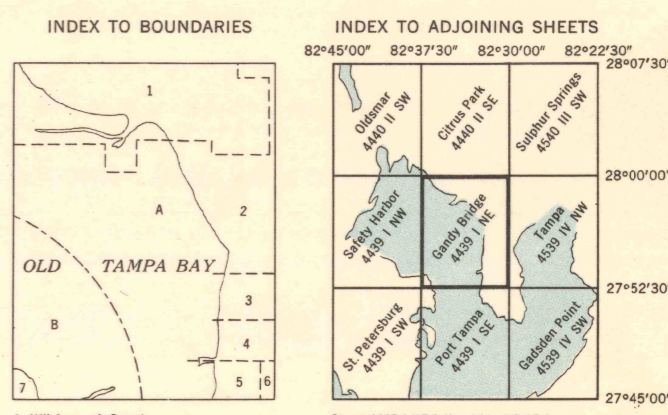 INDEX TO BOUNDARIES
1
A
2
OLD TAMPA BAY
3
B
4
7
5
6
INDEX TO ADJOINING SHEETS
82°45'00" 82°37'30" 82°30'00" 82°22'30"
28°07'30"
Oldsmar
4440 II SW
Citrus Park
4440 II SE
Sulphur Springs
4540 III SW
28°00'00"
Safety Harbor
4439 I NW
Gandy Bridge
4439 I NE
Tampa
4539 IV NW
27°52'30"
St. Petersburg
4439 I SW
Port Tampa
4439 I SE
Gadsden Point
4539 IV SW
27°45'00"